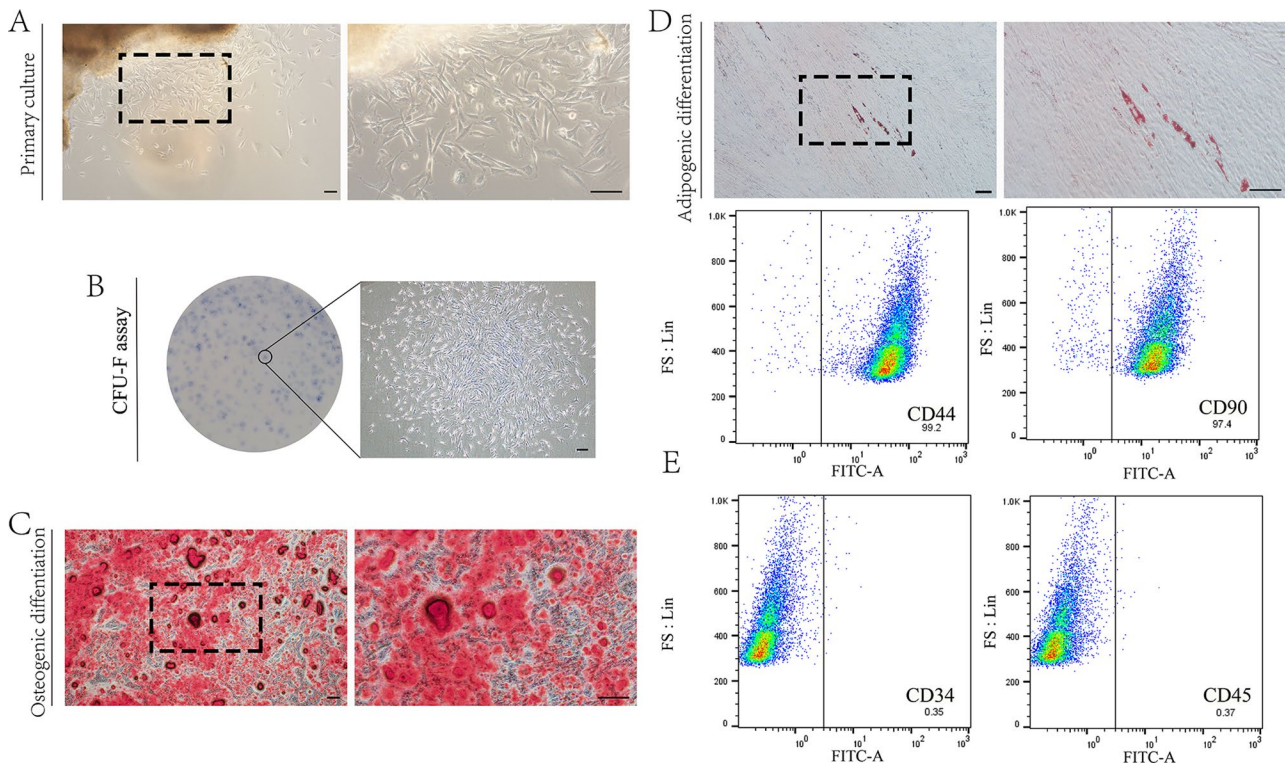 A
Primary culture
B
CFU-F assay
C
Osteogenic differentiation
D
Adipogenic differentiation
1.0K
800
600
400
200
0
FS : Lin
CD44
99.2
10^0
10^1
10^2
10^3
FITC-A
1.0K
800
600
400
200
0
FS : Lin
CD90
97.4
10^0
10^1
10^2
10^3
FITC-A
E
1.0K
800
600
400
200
0
FS : Lin
CD34
0.35
10^0
10^1
10^2
10^3
FITC-A
1.0K
800
600
400
200
0
FS : Lin
CD45
0.37
10^0
10^1
10^2
10^3
FITC-A